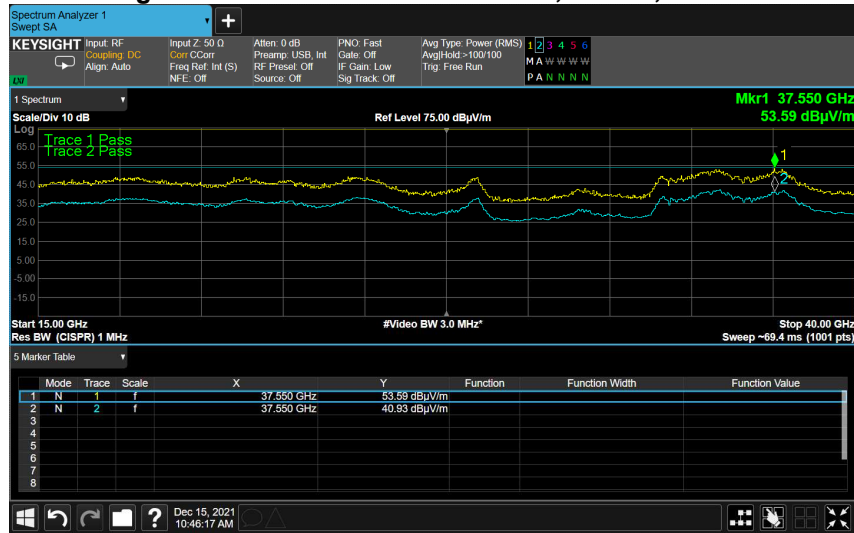 Spectrum Analyzer 1
Swept SA
+
KEYSIGHT
Input: RF
Coupling: DC
Align: Auto
Input Z: 50 Ω
Corr CCorr
Freq Ref: Int (S)
NFE: Off
Atten: 0 dB
Preamp: USB, Int
RF Preset: Off
Source: Off
PNO: Fast
Gate: Off
IF Gain: Low
Sig Track: Off
Avg Type: Power (RMS)
Avg|Hold:>100/100
Trig: Free Run
1 2 3 4 5 6
M A W W W W
P A N N N N
LXI
1 Spectrum
Scale/Div 10 dB
Ref Level 75.00 dBµV/m
Mkr1 37.550 GHz
53.59 dBµV/m
Log
Trace 1 Pass
Trace 2 Pass
65.0
55.0
45.0
35.0
25.0
15.0
5.00
-5.00
-15.0
1
2
Start 15.00 GHz
#Video BW 3.0 MHz*
Stop 40.00 GHz
Res BW (CISPR) 1 MHz
Sweep ~69.4 ms (1001 pts)
5 Marker Table
Mode Trace Scale X Y Function Function Width Function Value
1 N 1 f 37.550 GHz 53.59 dBµV/m
2 N 2 f 37.550 GHz 40.93 dBµV/m
3
4
5
6
7
8
?
Dec 15, 2021
10:46:17 AM